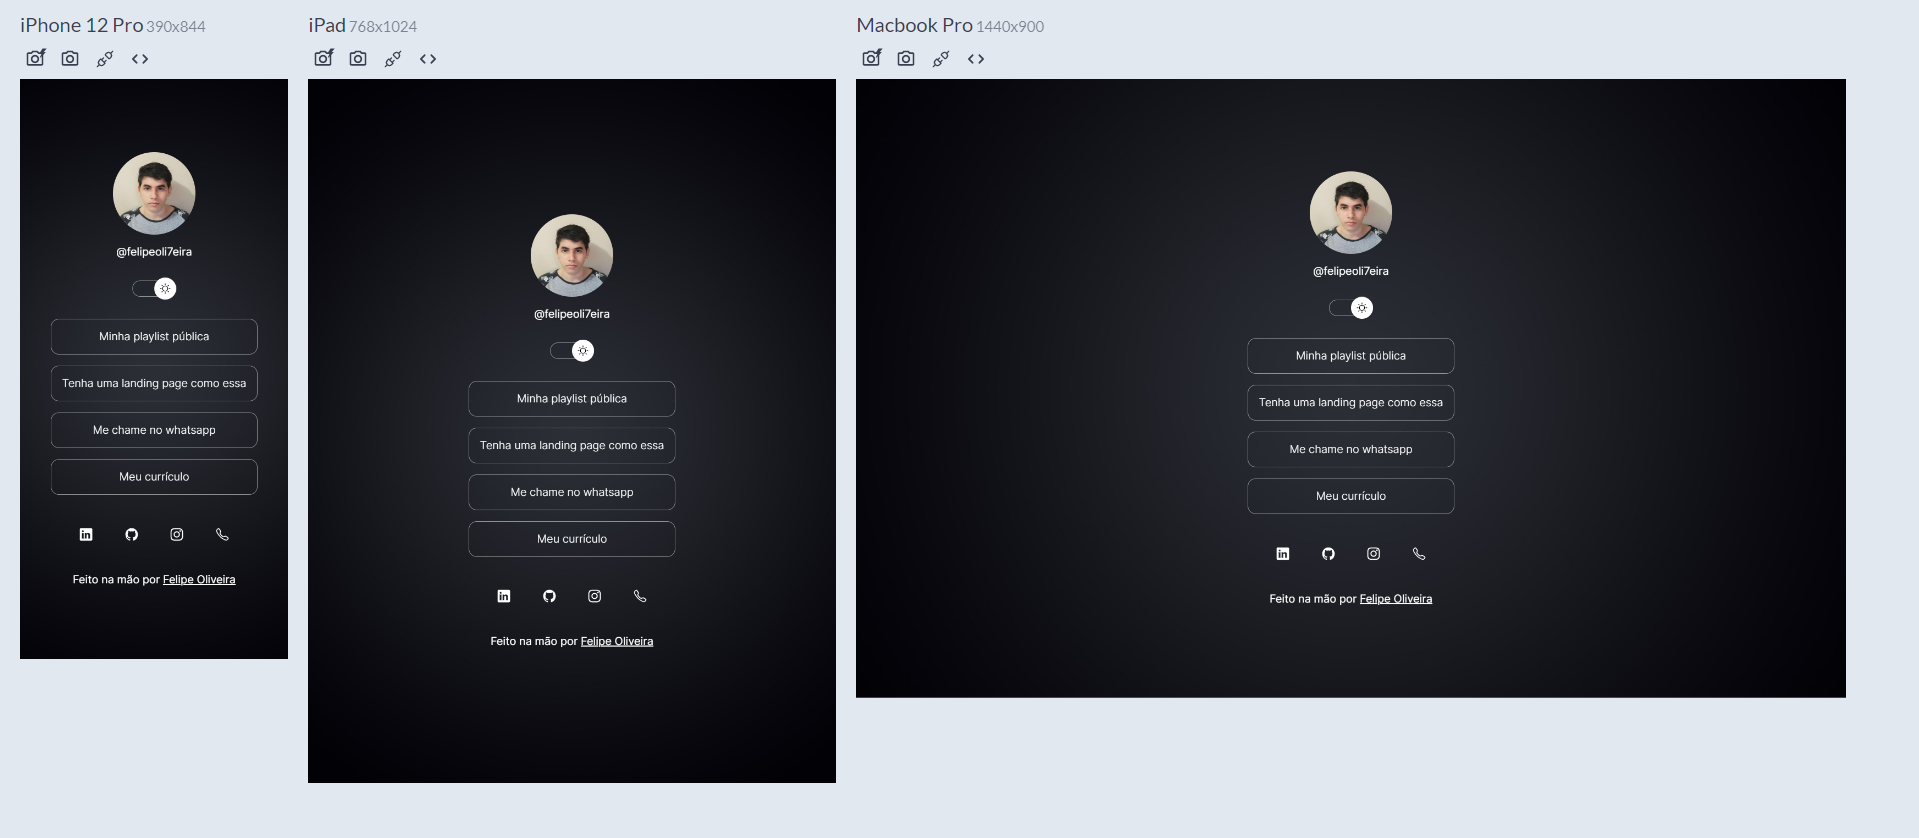 iPhone 12 Pro 390x844
@felipeoli7eira
Minha playlist pública
Tenha uma landing page como essa
Me chame no whatsapp
Meu currículo
in
Feito na mão por Felipe Oliveira
iPad 768x1024
@felipeoli7eira
Minha playlist pública
Tenha uma landing page como essa
Me chame no whatsapp
Meu currículo
in
Feito na mão por Felipe Oliveira
Macbook Pro 1440x900
@felipeoli7eira
Minha playlist pública
Tenha uma landing page como essa
Me chame no whatsapp
Meu currículo
in
Feito na mão por Felipe Oliveira